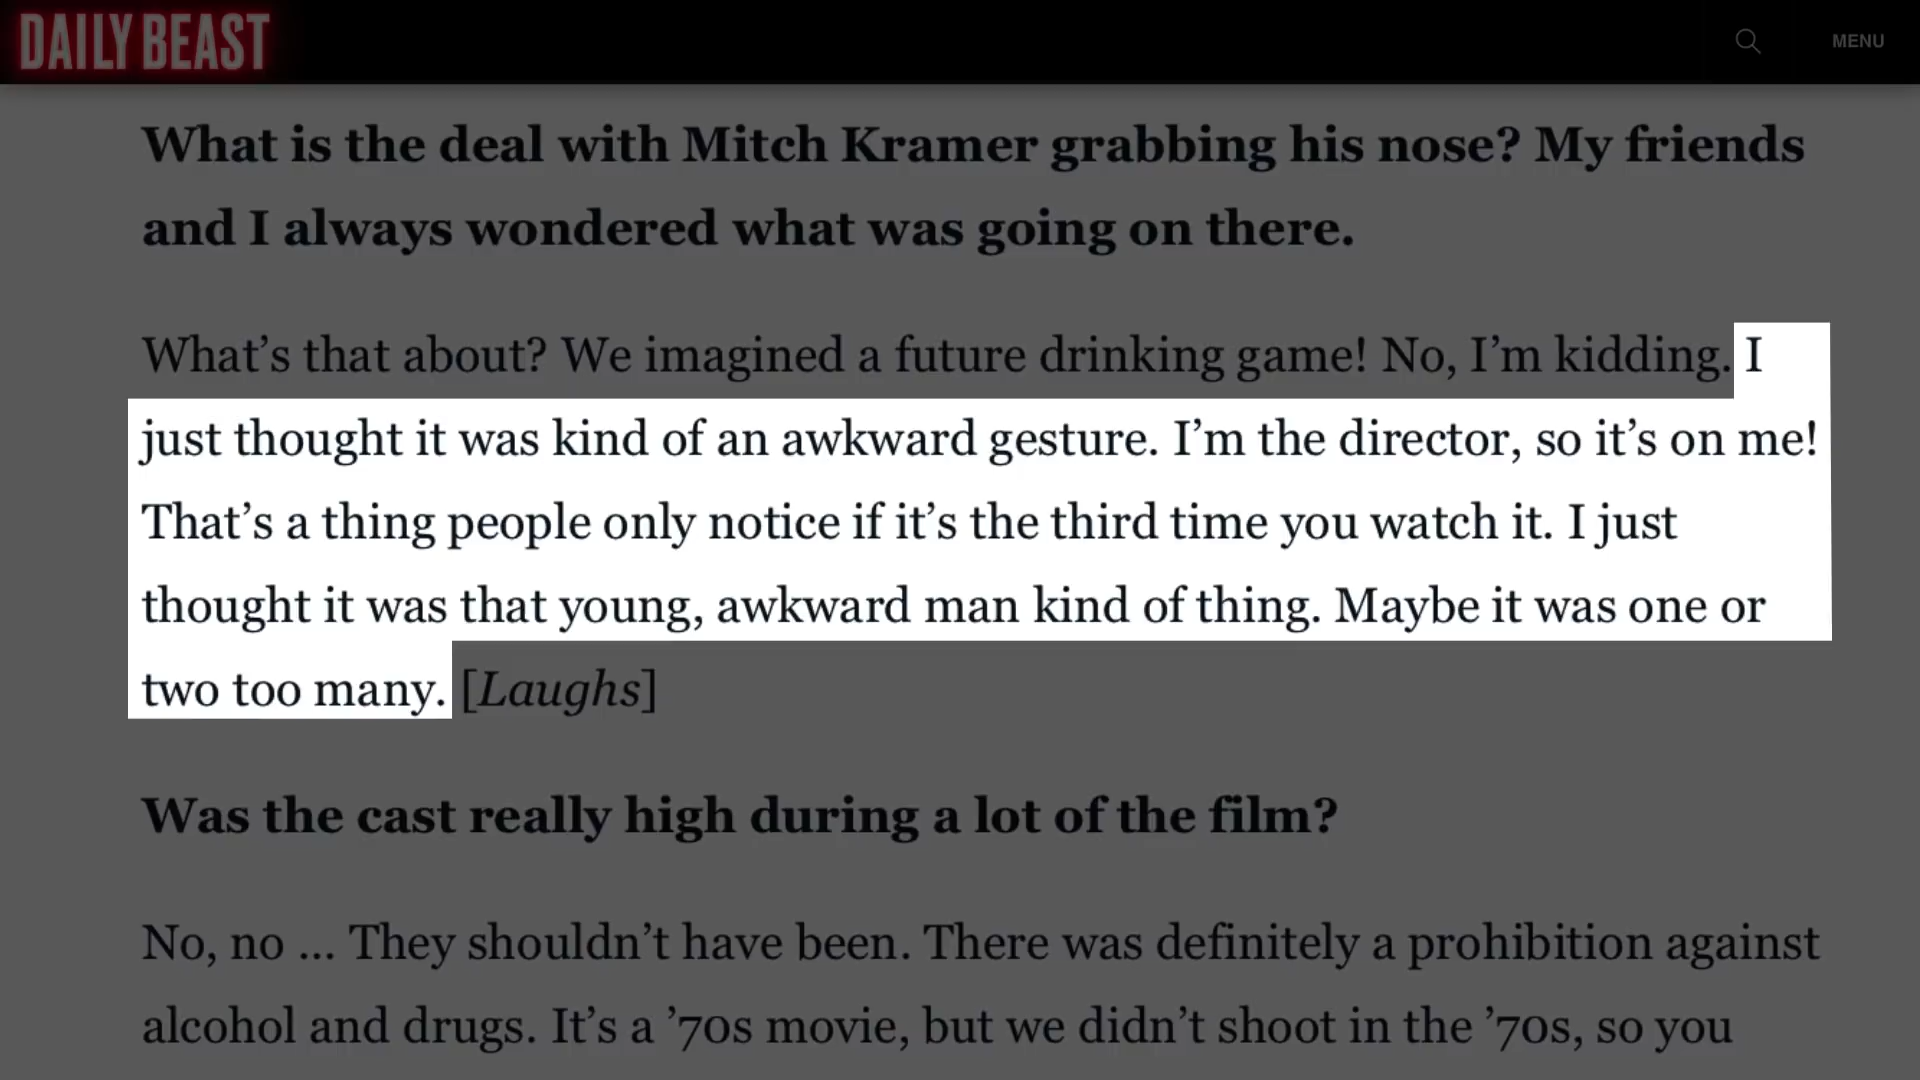 DAILY BEAST
MENU
What is the deal with Mitch Kramer grabbing his nose? My friends
and I always wondered what was going on there.
What’s that about? We imagined a future drinking game! No, I’m kidding. I
just thought it was kind of an awkward gesture. I’m the director, so it’s on me!
That’s a thing people only notice if it’s the third time you watch it. I just
thought it was that young, awkward man kind of thing. Maybe it was one or
two too many. [Laughs]
Was the cast really high during a lot of the film?
No, no ... They shouldn’t have been. There was definitely a prohibition against
alcohol and drugs. It’s a ’70s movie, but we didn’t shoot in the ’70s, so you